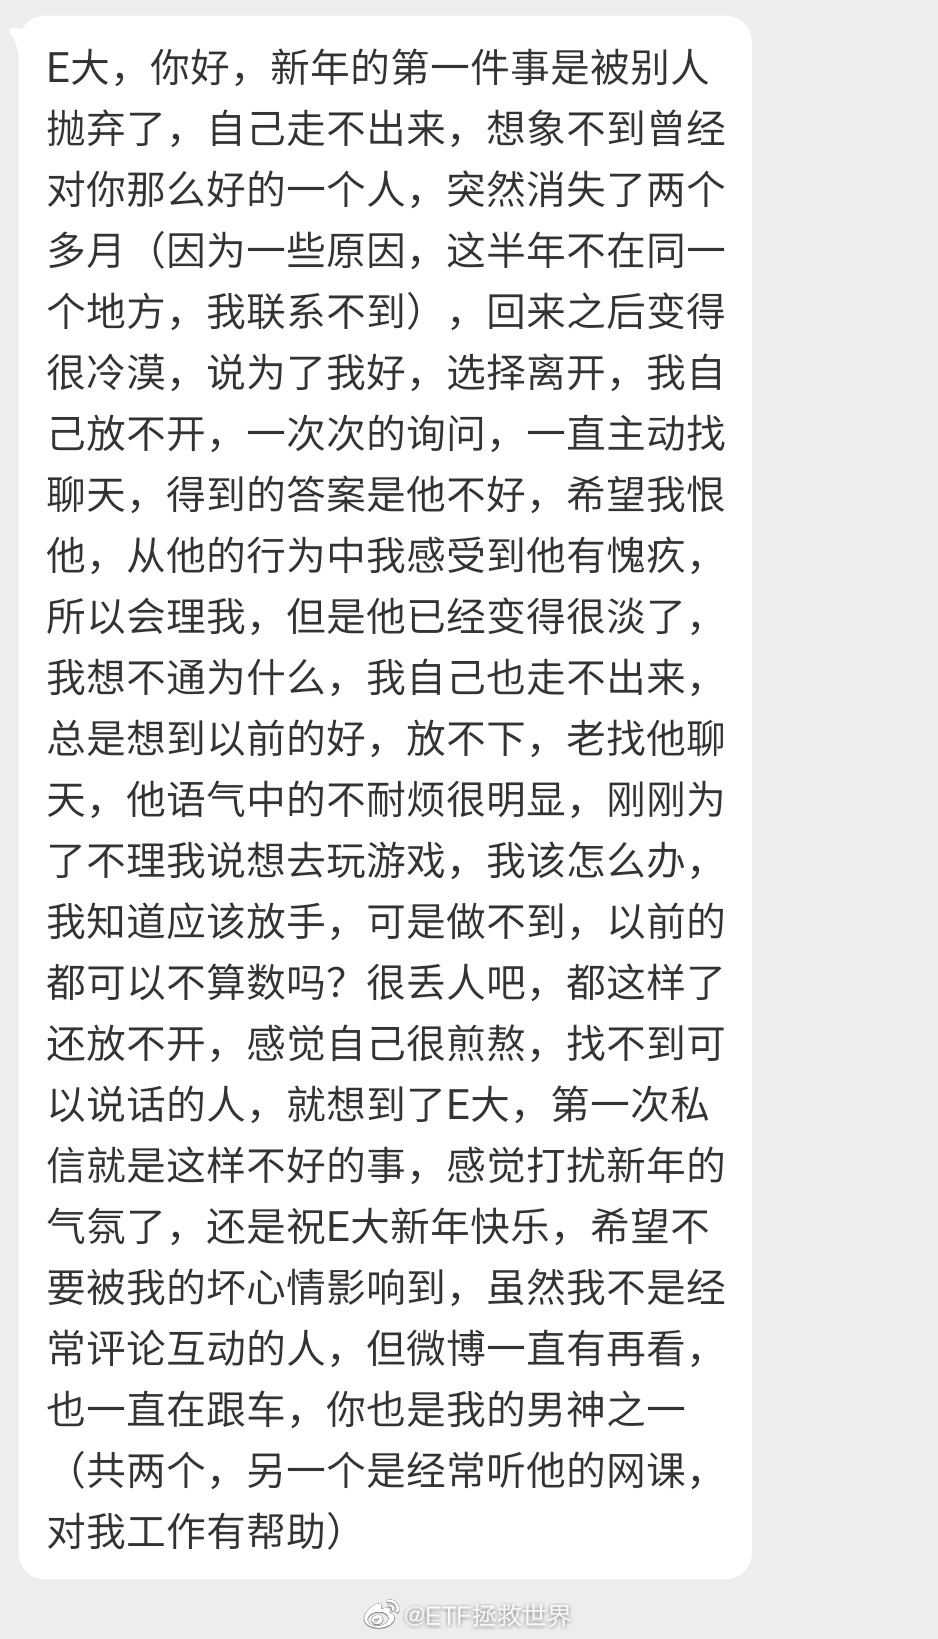 E大，你好，新年的第一件事是被别人
抛弃了，自己走不出来，想象不到曾经
对你那么好的一个人，突然消失了两个
多月（因为一些原因，这半年不在同一
个地方，我联系不到），回来之后变得
很冷漠，说为了我好，选择离开，我自
己放不开，一次次的询问，一直主动找
聊天，得到的答案是他不好，希望我恨
他，从他的行为中我感受到他有愧疚，
所以会理我，但是他已经变得很淡了，
我想不通为什么，我自己也走不出来，
总是想到以前的好，放不下，老找他聊
天，他语气中的不耐烦很明显，刚刚为
了不理我说想去玩游戏，我该怎么办，
我知道应该放手，可是做不到，以前的
都可以不算数吗？很丢人吧，都这样了
还放不开，感觉自己很煎熬，找不到可
以说话的人，就想到了E大，第一次私
信就是这样不好的事，感觉打扰新年的
气氛了，还是祝E大新年快乐，希望不
要被我的坏心情影响到，虽然我不是经
常评论互动的人，但微博一直有再看，
也一直在跟车，你也是我的男神之一
（共两个，另一个是经常听他的网课，
对我工作有帮助）
@ETF拯救世界